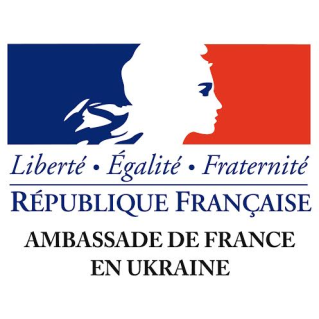 Liberté • Égalité • Fraternité
RÉPUBLIQUE FRANÇAISE
AMBASSADE DE FRANCE
EN UKRAINE